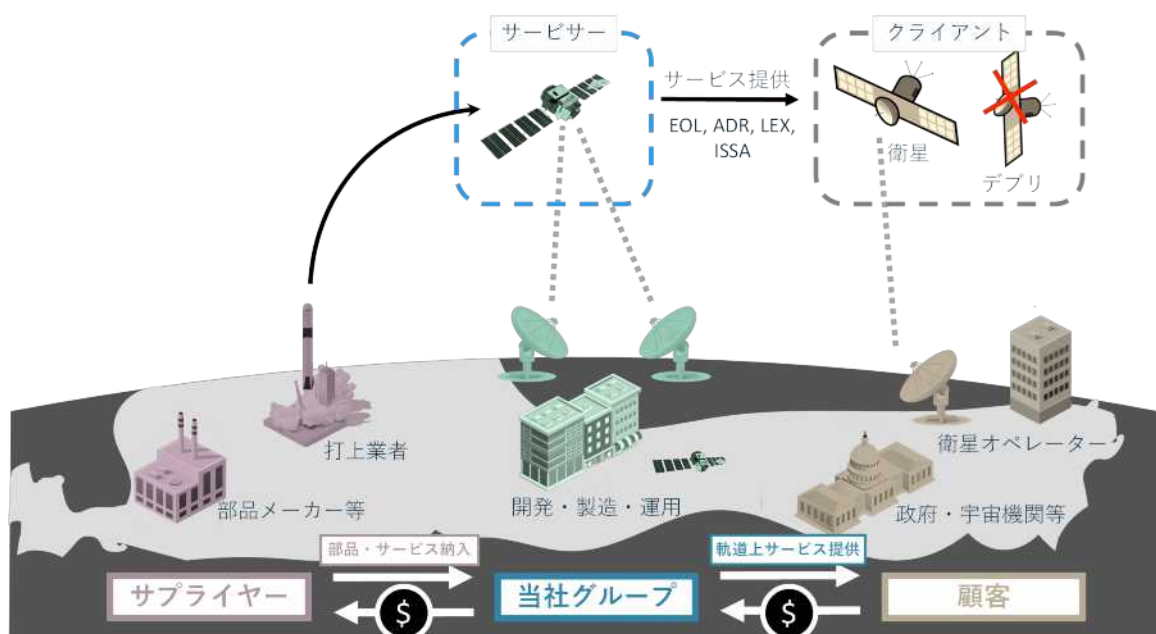 サービサー
クライアント
サービス提供
EOL, ADR, LEX,
ISSA
衛星
デブリ
打上業者
部品メーカー等
開発・製造・運用
衛星オペレーター
政府・宇宙機関等
部品・サービス納入
軌道上サービス提供
サプライヤー
当社グループ
顧客
$
$